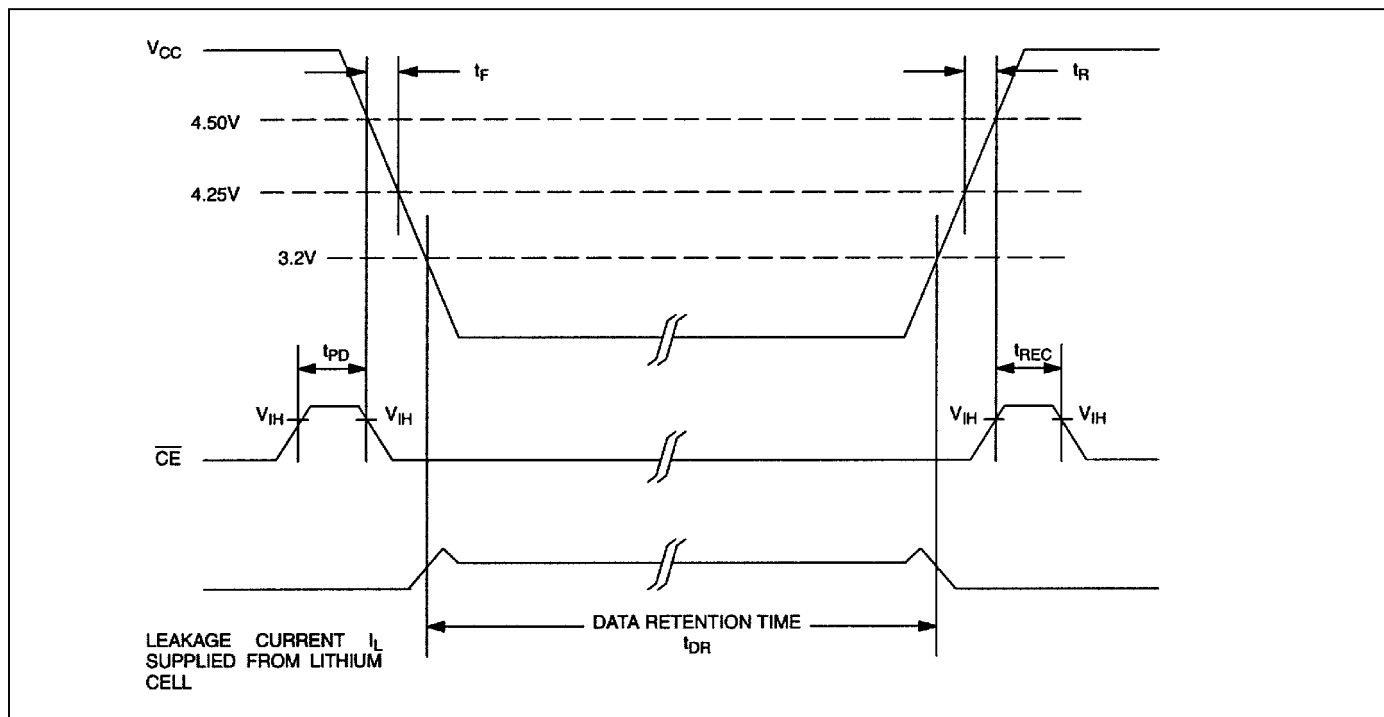 VCC
tF
tR
4.50V
4.25V
3.2V
tPD
tREC
VIH
VIH
VIH
VIH
CE
DATA RETENTION TIME
tDR
LEAKAGE CURRENT IL
SUPPLIED FROM LITHIUM
CELL